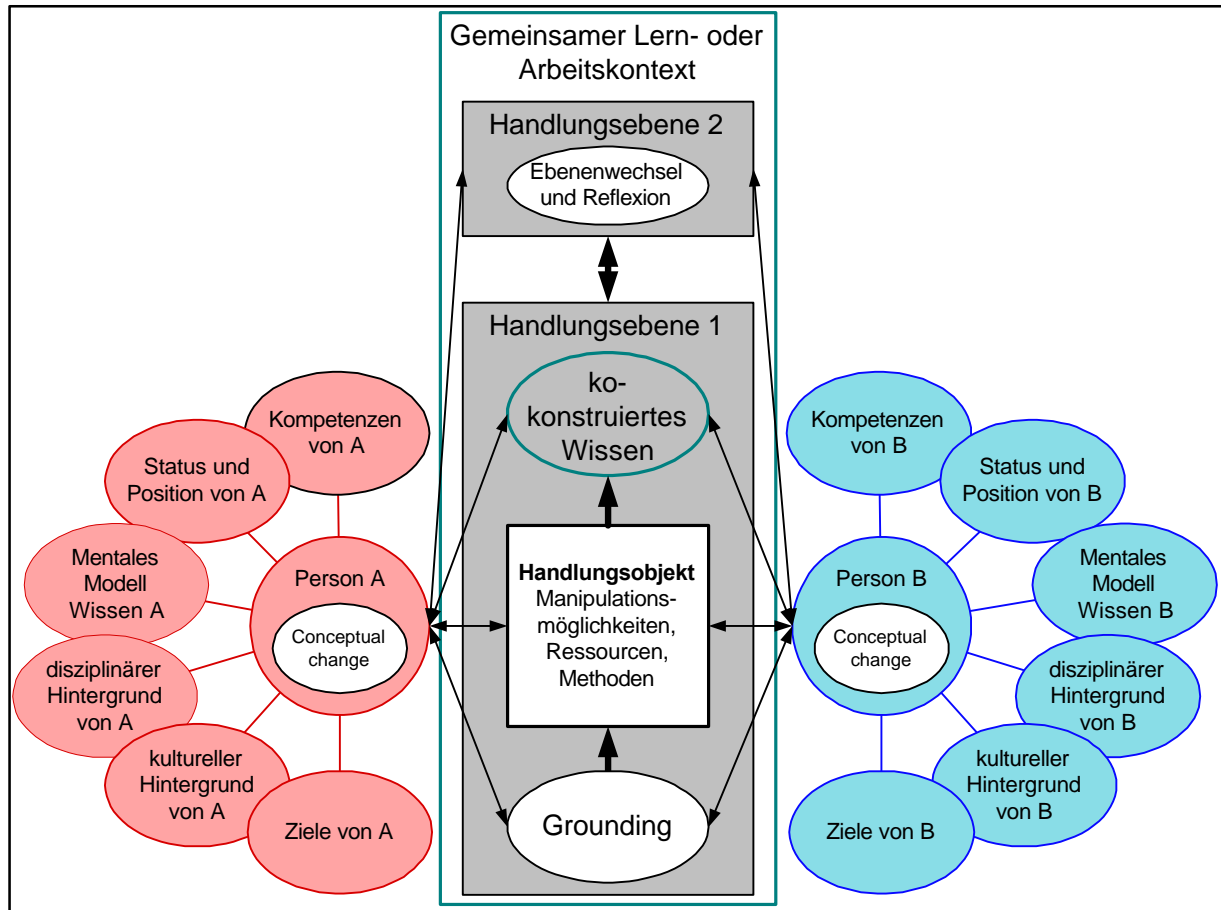 Gemeinsamer Lern- oder
Arbeitskontext
Handlungsebene 2
Ebenenwechsel
und Reflexion
Handlungsebene 1
ko-
konstruiertes
Wissen
Handlungsobjekt
Manipulations-
möglichkeiten,
Ressourcen,
Methoden
Grounding
Kompetenzen
von A
Status und
Position von A
Mentales
Modell
Wissen A
disziplinärer
Hintergrund
von A
kultureller
Hintergrund
von A
Ziele von A
Person A
Conceptual
change
Kompetenzen
von B
Status und
Position von B
Mentales
Modell
Wissen B
disziplinärer
Hintergrund
von B
kultureller
Hintergrund
von B
Ziele von B
Person B
Conceptual
change